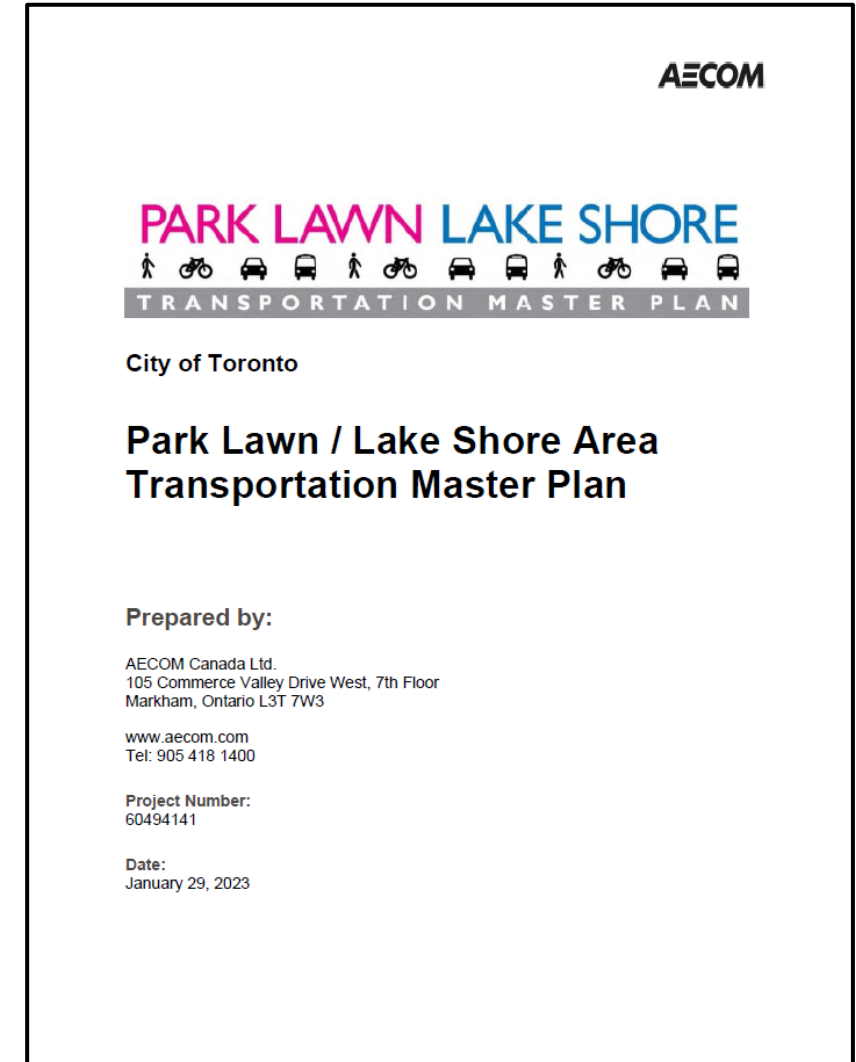 AECOM
PARK LAWN LAKE SHORE
TRANSPORTATION MASTER PLAN
City of Toronto
Park Lawn / Lake Shore Area
Transportation Master Plan
Prepared by:
AECOM Canada Ltd.
105 Commerce Valley Drive West, 7th Floor
Markham, Ontario L3T 7W3
www.aecom.com
Tel: 905 418 1400
Project Number:
60494141
Date:
January 29, 2023